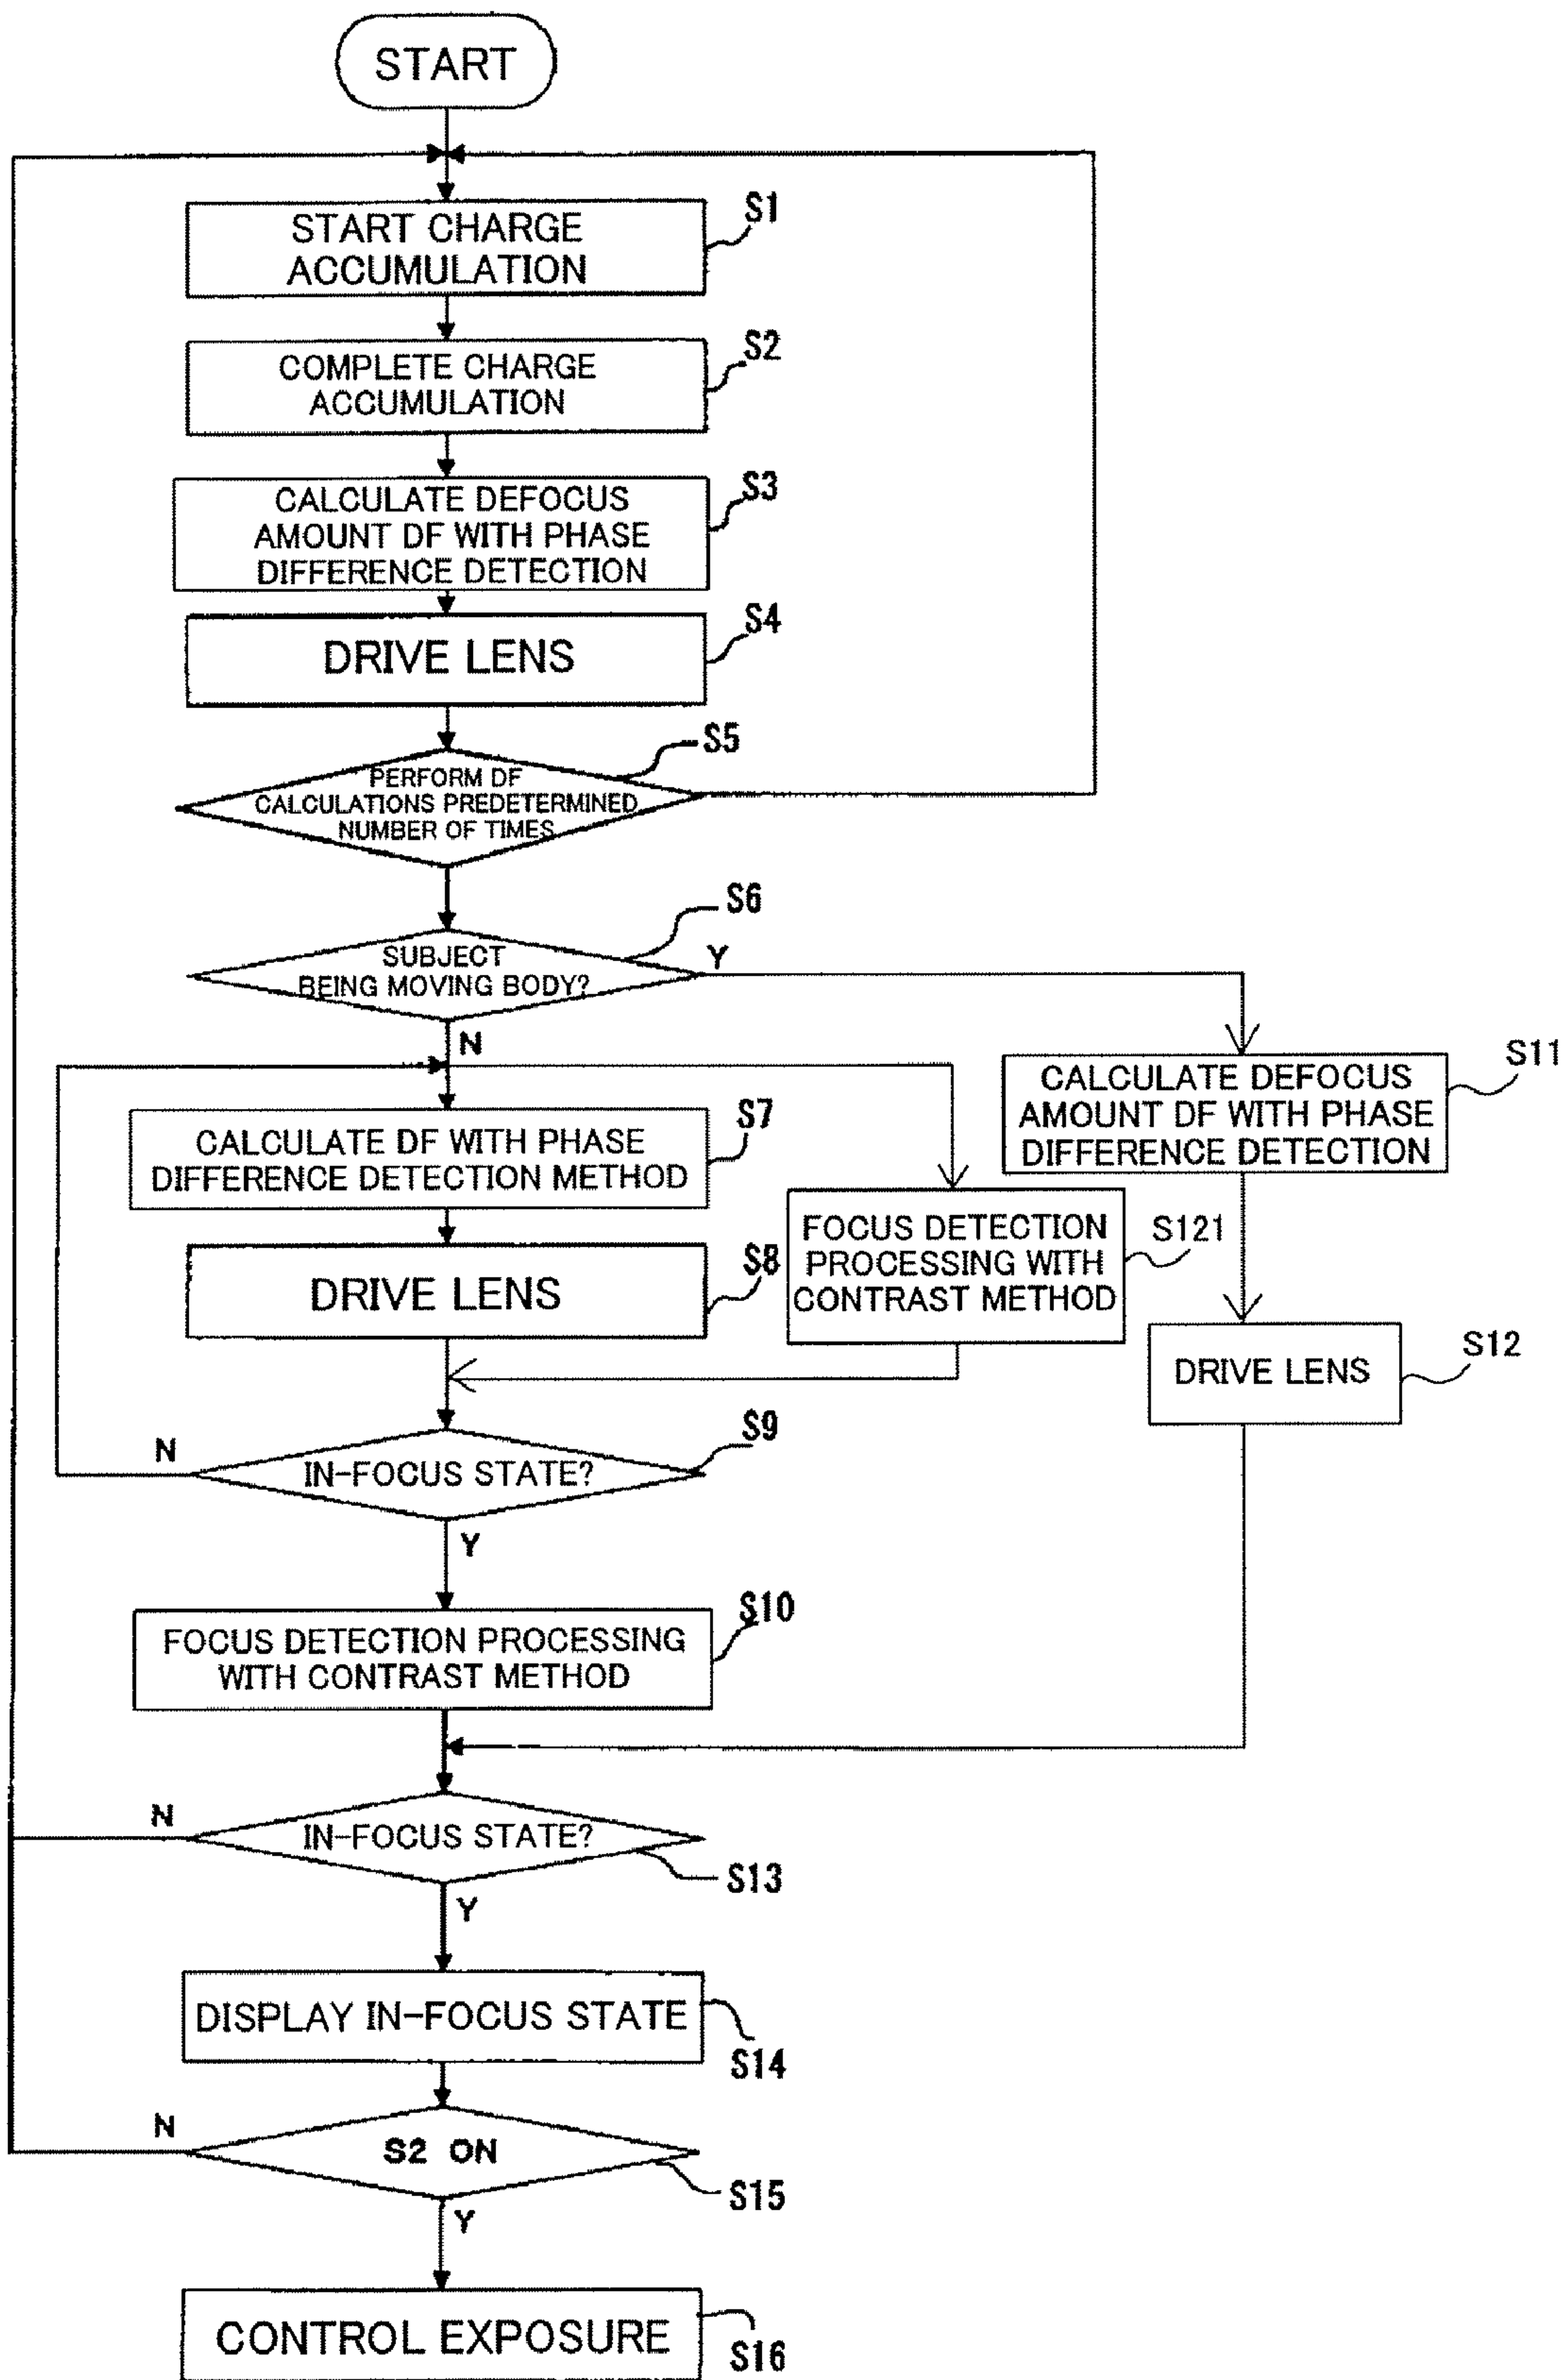 START
S1
START CHARGE
ACCUMULATION
S2
COMPLETE CHARGE
ACCUMULATION
S3
CALCULATE DEFOCUS
AMOUNT DF WITH PHASE
DIFFERENCE DETECTION
S4
DRIVE LENS
S5
PERFORM DF
CALCULATIONS PREDETERMINED
NUMBER OF TIMES
S6
SUBJECT
BEING MOVING BODY?
Y
N
S11
CALCULATE DEFOCUS
AMOUNT DF WITH PHASE
DIFFERENCE DETECTION
S7
CALCULATE DF WITH PHASE
DIFFERENCE DETECTION METHOD
S121
FOCUS DETECTION
PROCESSING WITH
CONTRAST METHOD
S8
DRIVE LENS
S12
DRIVE LENS
S9
N
IN-FOCUS STATE?
Y
S10
FOCUS DETECTION PROCESSING
WITH CONTRAST METHOD
N
IN-FOCUS STATE?
S13
Y
DISPLAY IN-FOCUS STATE
S14
N
S2 ON
S15
Y
CONTROL EXPOSURE
S16